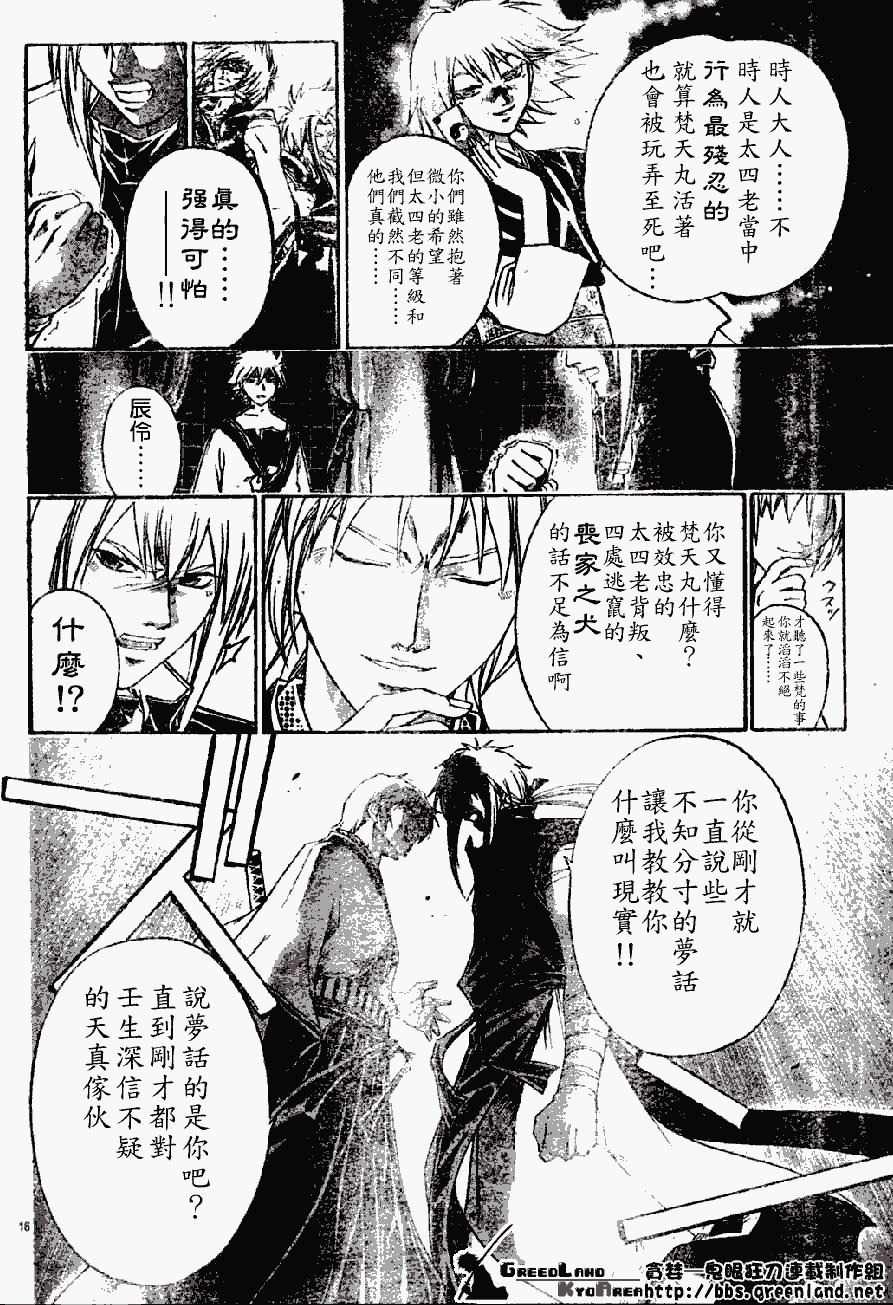 時人大人……不
時人是太四老當中
行為最殘忍的
就算梵天丸活著
也會被玩弄至死吧…
你們雖然抱著
微小的希望
但太四老的等級和
我們截然不同……
他們真的……
真的……
强得可怕
——!!
辰伶……
才聽了一些梵的事
你就滔滔不絕
起來了……
ウスッ
你又懂得
梵天丸什麼？
被效忠的
太四老背叛、
四處逃竄的
喪家之犬
的話不足為信啊
什麼!?
你從剛才就
一直說些
不知分寸的夢話
讓我教教你
什麼叫現實!!
說夢話的是你吧？
直到剛才都對
壬生深信不疑
的天真傢伙
16
GREEDLAND
KYOAREA
鬼眼狂刀連載制作組
http://bbs.greenland.net